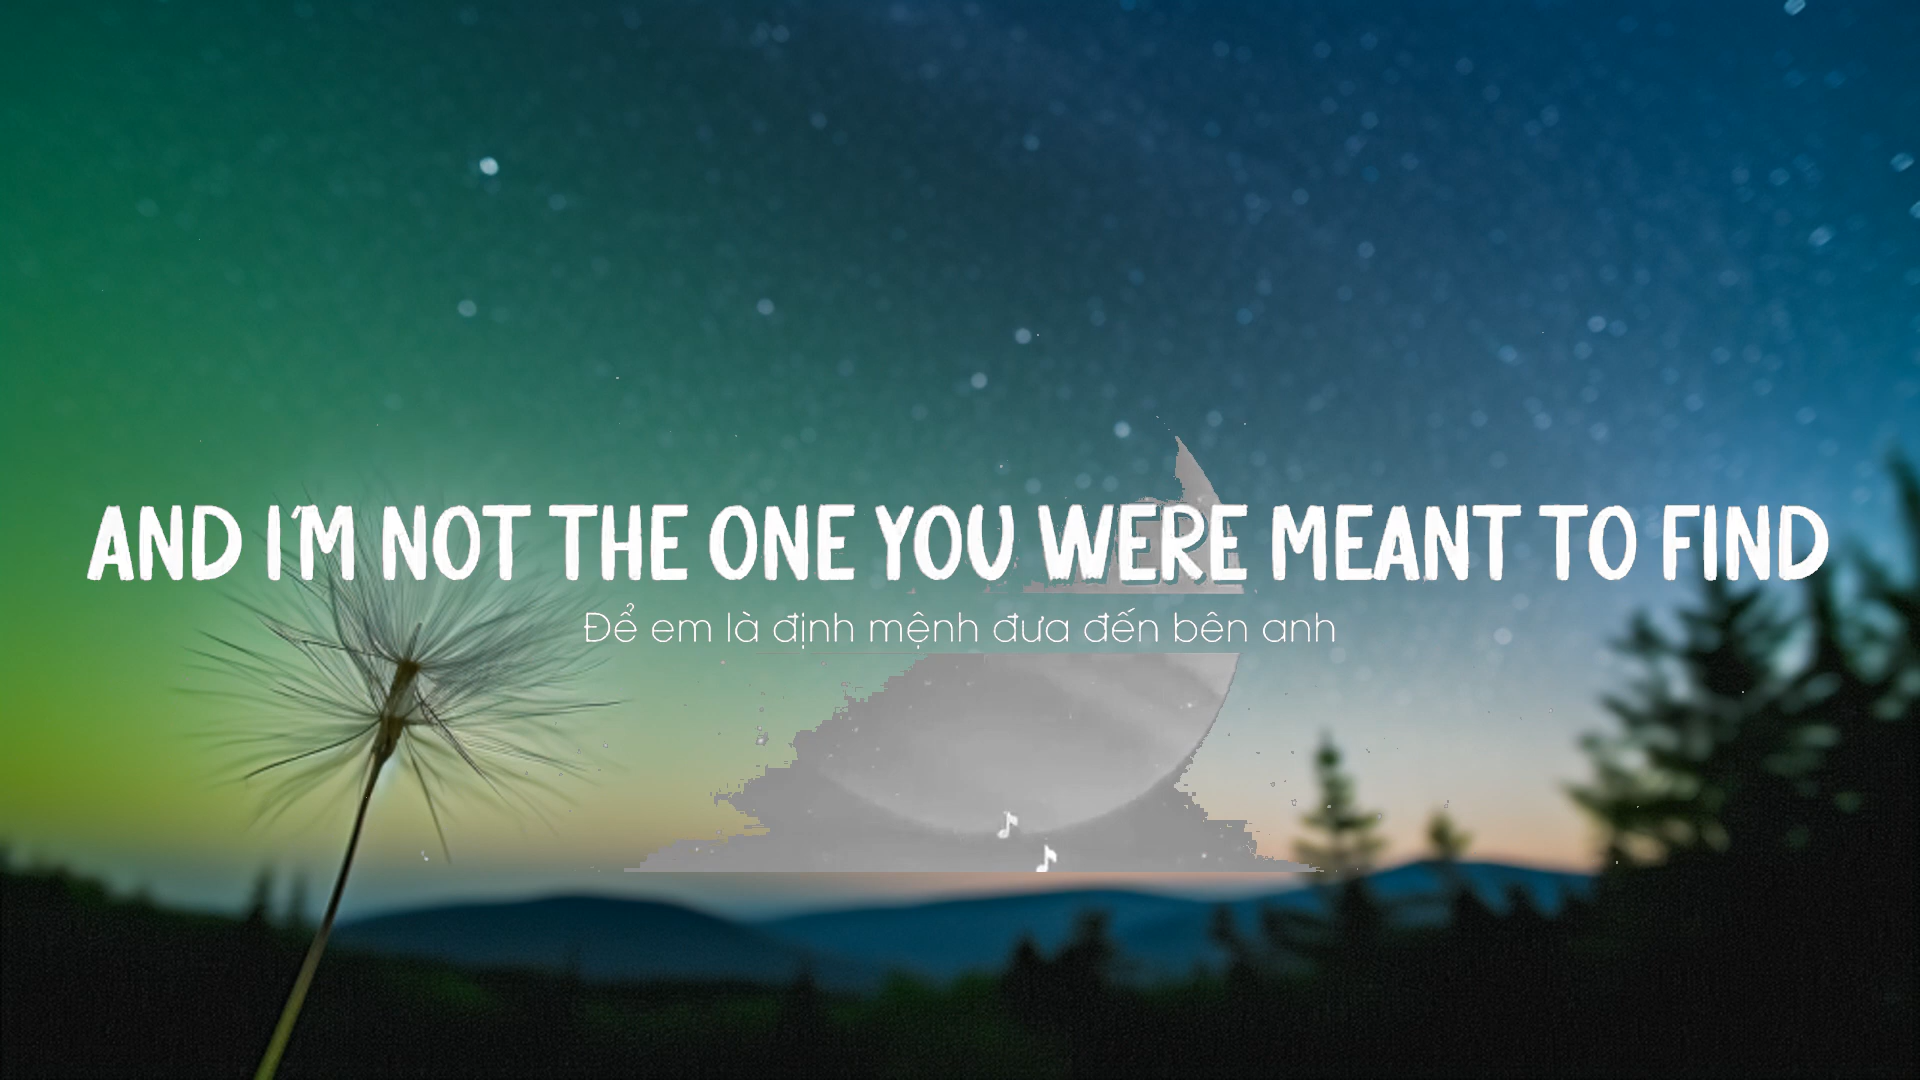 AND I'M NOT THE ONE YOU WERE MEANT TO FIND
Để em là định mệnh đưa đến bên anh